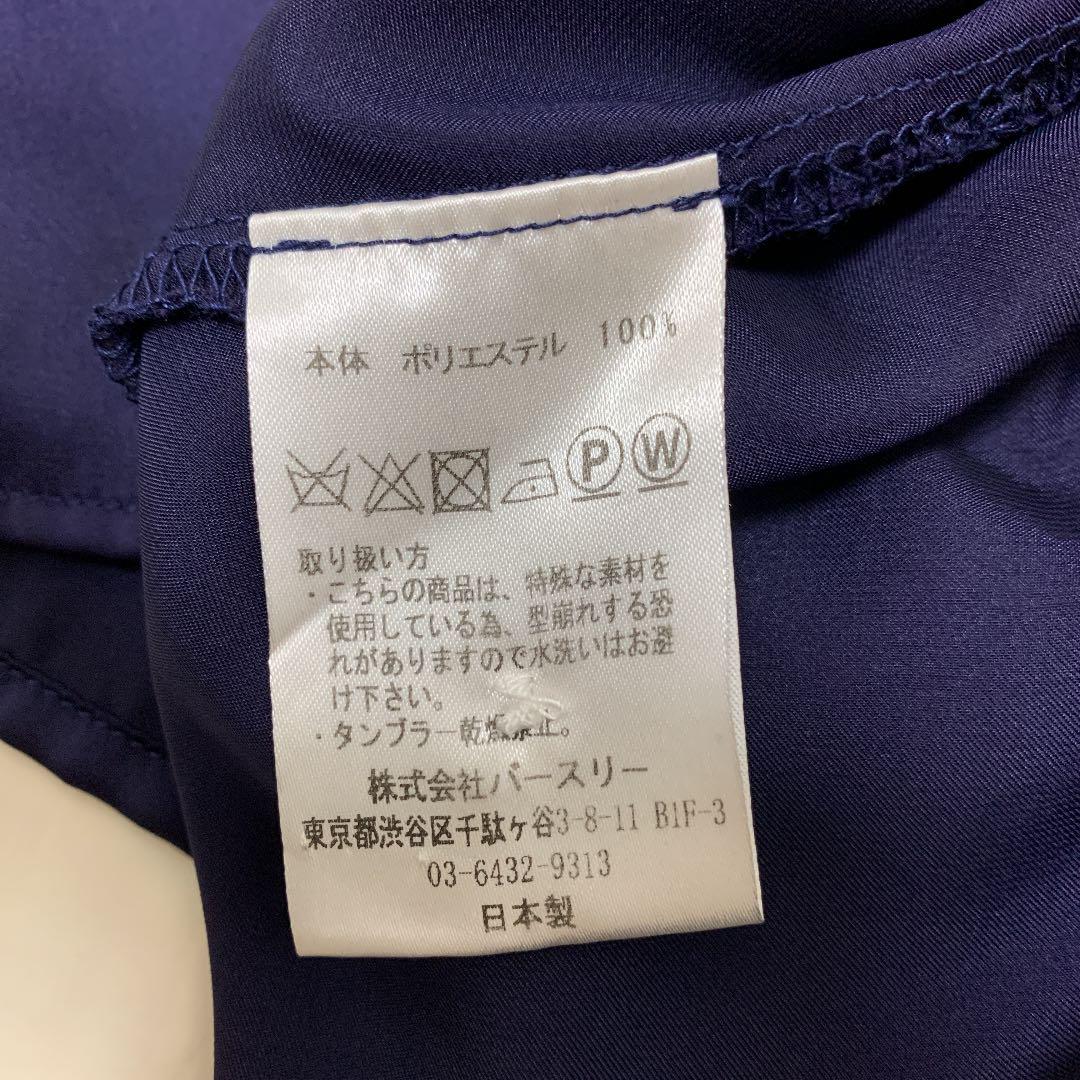 本体 ポリエステル 100%
P W
取り扱い方
・こちらの商品は、特殊な素材を
使用している為、型崩れする恐
れがありますので水洗いはお避
け下さい。
・タンブラー乾燥禁止。
株式会社バースリー
東京都渋谷区千駄ヶ谷3-8-11 B1F-3
03-6432-9313
日本製